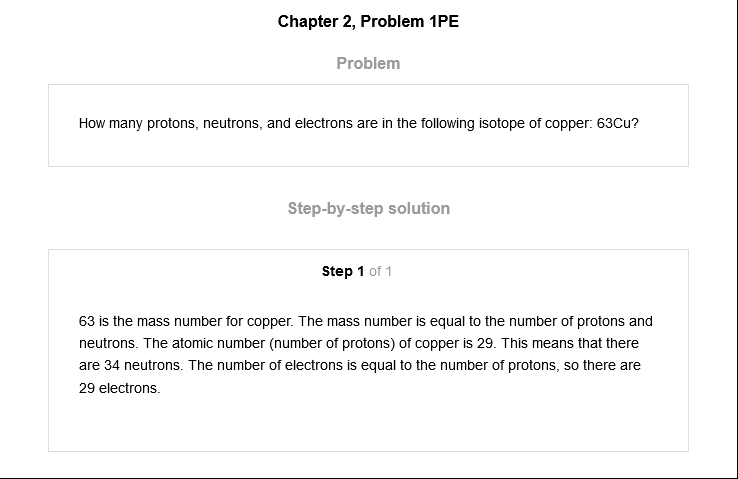 Chapter 2, Problem 1PE
Problem
How many protons, neutrons, and electrons are in the following isotope of copper: 63Cu?
Step-by-step solution
Step 1 of 1
63 is the mass number for copper. The mass number is equal to the number of protons and
neutrons. The atomic number (number of protons) of copper is 29. This means that there
are 34 neutrons. The number of electrons is equal to the number of protons, so there are
29 electrons.